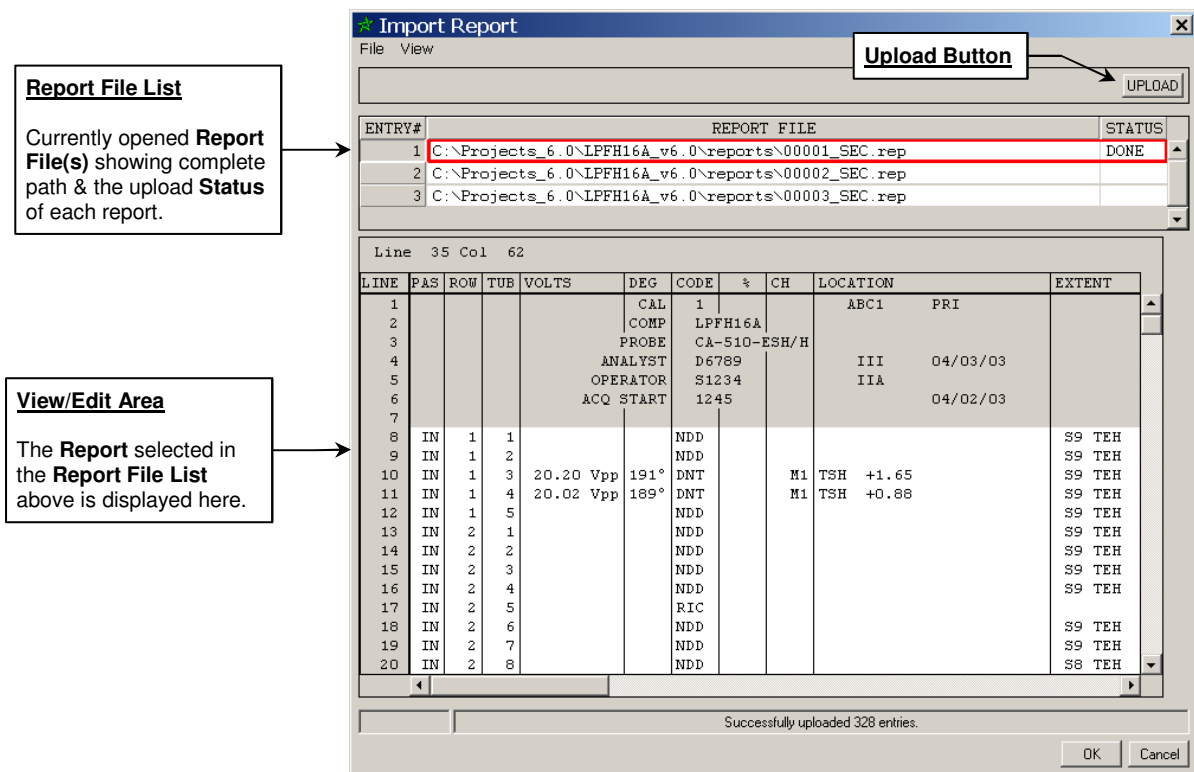 Import Report
File View
Upload Button
UPLOAD
Report File List
Currently opened Report
File(s) showing complete
path & the upload Status
of each report.
ENTRY# REPORT FILE STATUS
1 C:\Projects_6.0\LPFH16A_v6.0\reports\00001_SEC.rep DONE
2 C:\Projects_6.0\LPFH16A_v6.0\reports\00002_SEC.rep
3 C:\Projects_6.0\LPFH16A_v6.0\reports\00003_SEC.rep
Line 35 Col 62
LINE PAS ROW TUB VOLTS DEG CODE % CH LOCATION EXTENT
1 CAL 1 ABC1 PRI
2 COMP LPFH16A
3 PROBE CA-510-ESH/H
4 ANALYST D6789 III 04/03/03
5 OPERATOR S1234 IIA
6 ACQ START 1245 04/02/03
7
View/Edit Area
The Report selected in
the Report File List
above is displayed here.
8 IN 1 1 NDD S9 TEH
9 IN 1 2 NDD S9 TEH
10 IN 1 3 20.20 Vpp 191° DNT M1 TSH +1.65 S9 TEH
11 IN 1 4 20.02 Vpp 189° DNT M1 TSH +0.88 S9 TEH
12 IN 1 5 NDD S9 TEH
13 IN 2 1 NDD S9 TEH
14 IN 2 2 NDD S9 TEH
15 IN 2 3 NDD S9 TEH
16 IN 2 4 NDD S9 TEH
17 IN 2 5 RIC
18 IN 2 6 NDD S9 TEH
19 IN 2 7 NDD S9 TEH
20 IN 2 8 NDD S8 TEH
Successfully uploaded 328 entries.
OK Cancel